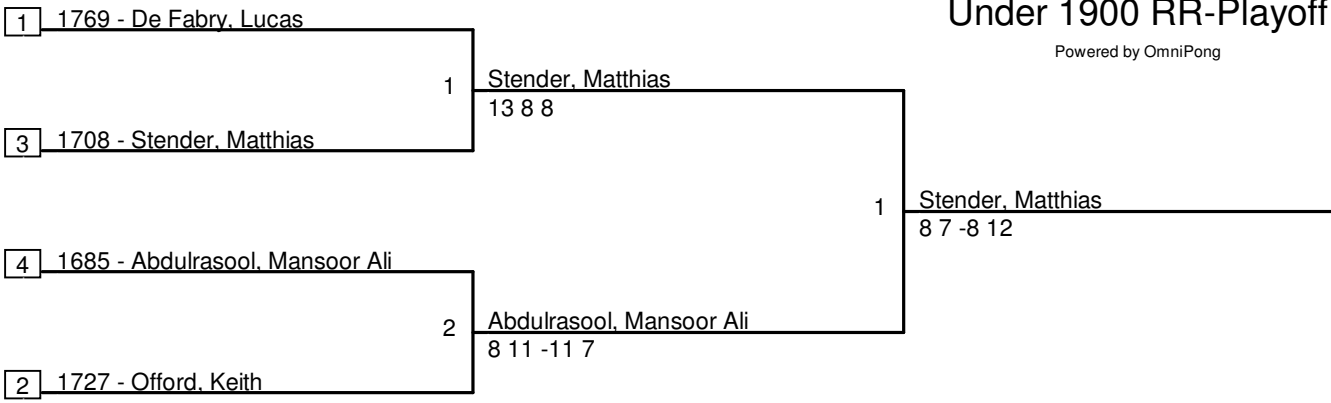 Under 1900 RR-Playoff
Powered by OmniPong
1 1769 - De Fabry, Lucas
1 Stender, Matthias
13 8 8
3 1708 - Stender, Matthias
1 Stender, Matthias
8 7 -8 12
4 1685 - Abdulrasool, Mansoor Ali
2 Abdulrasool, Mansoor Ali
8 11 -11 7
2 1727 - Offord, Keith